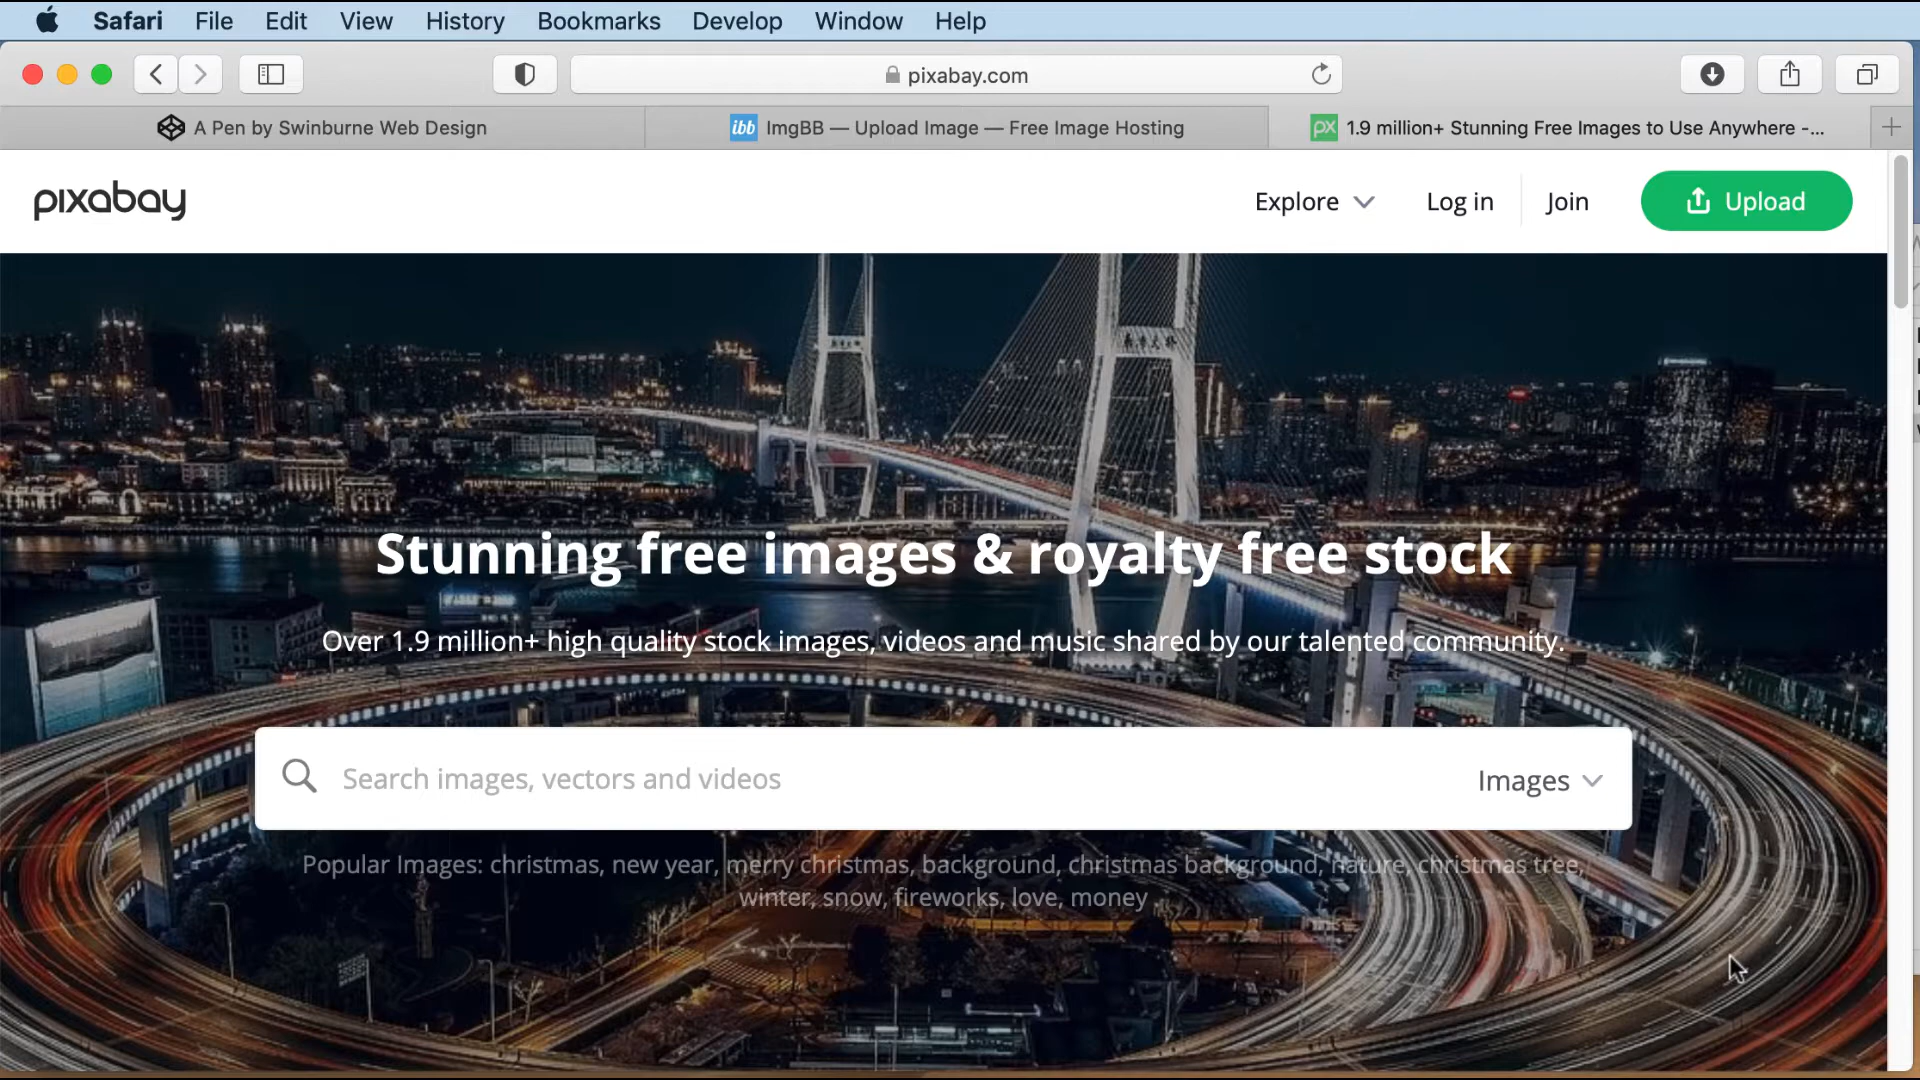 Safari File Edit View History Bookmarks Develop Window Help
pixabay.com
A Pen by Swinburne Web Design
ibb ImgBB — Upload Image — Free Image Hosting
px 1.9 million+ Stunning Free Images to Use Anywhere -...
pixabay
Explore Log in Join Upload
Stunning free images & royalty free stock
Over 1.9 million+ high quality stock images, videos and music shared by our talented community.
Search images, vectors and videos Images
Popular Images: christmas, new year, merry christmas, background, christmas background, nature, christmas tree,
winter, snow, fireworks, love, money